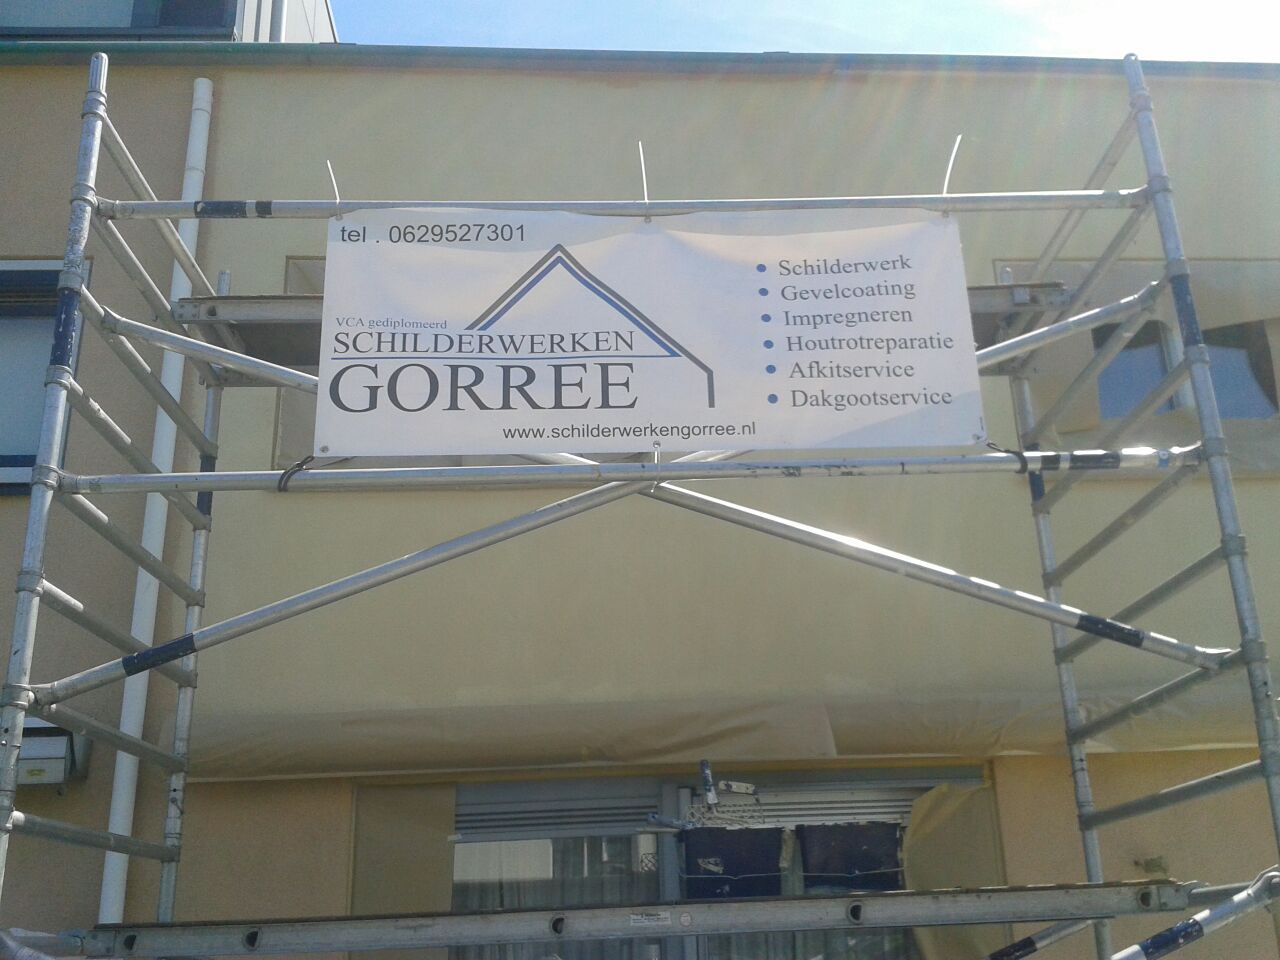 tel . 0629527301
VCA gediplomeerd
SCHILDERWERKEN
GORREE
www.schilderwerkengorree.nl
• Schilderwerk
• Gevelcoating
• Impregneren
• Houtrotreparatie
• Afkitservice
• Dakgootservice